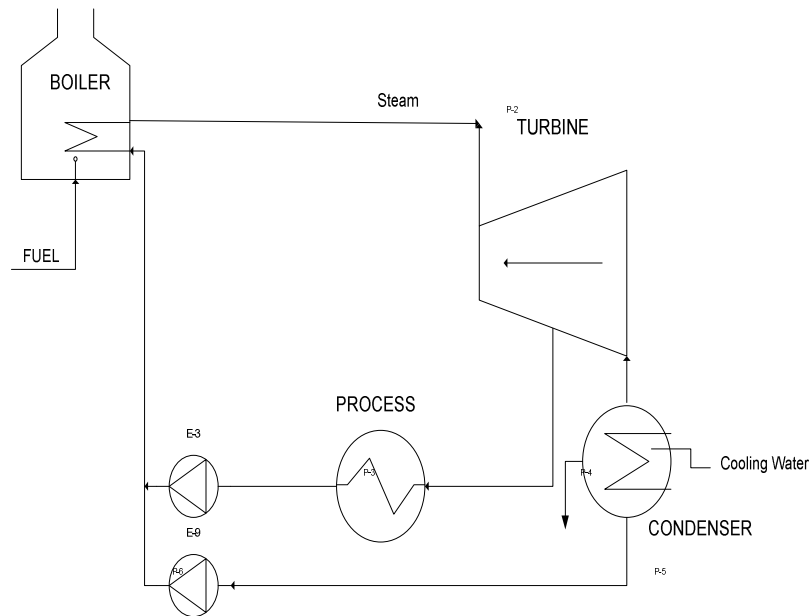 BOILER
Steam
P-2
TURBINE
FUEL
PROCESS
E-3
P-3
P-4
Cooling Water
CONDENSER
E-9
P-6
P-5